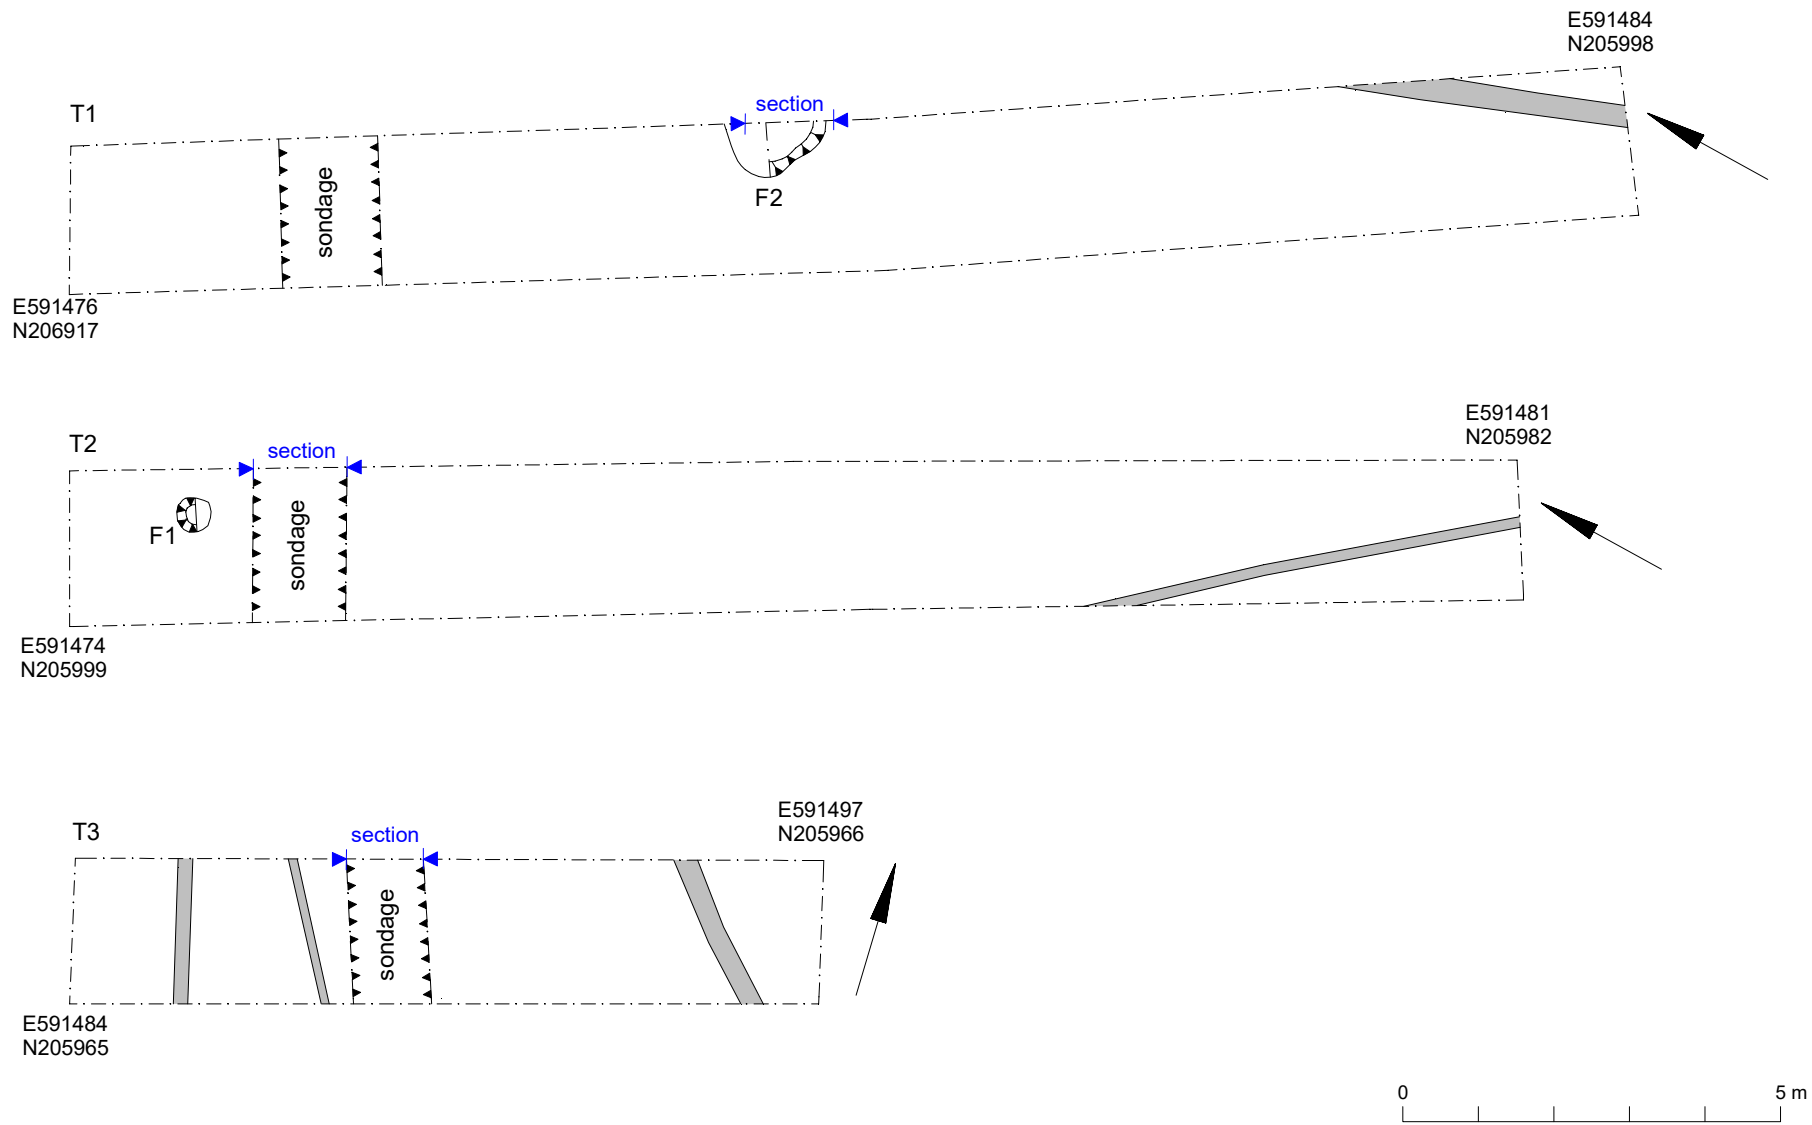 E591484
N205998
T1
section
sondage
F2
E591476
N206917
E591481
N205982
T2
section
sondage
F1
E591474
N205999
E591497
N205966
T3
section
sondage
E591484
N205965
0
5 m